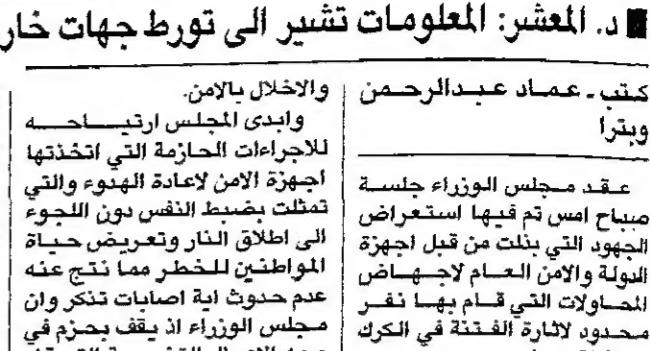 د. المعشر: المعلومات تشير الى تورط جهات
كتب ـ عماد عبدالرحمن
وبترا
عقد مجلس الوزراء جلسة
صباح امس تم فيها استعراض
الجهود التي بذلت من قبل اجهزة
الدولة والامن العام لاجهاض
المحاولات التي قام بها نفر
محدود لاثارة الفتنة في الكرك
والاخلال بالامن.
وابدى المجلس ارتياحه
للاجراءات الحازمة التي اتخذتها
اجهزة الامن لاعادة الهدوء والتي
تمثلت بضبط النفس دون اللجوء
الى اطلاق النار وتعريض حياة
المواطنين للخطر مما نتج عنه
عدم حدوث اية اصابات تذكر وان
مجلس الوزراء اذ يقف بحزم في